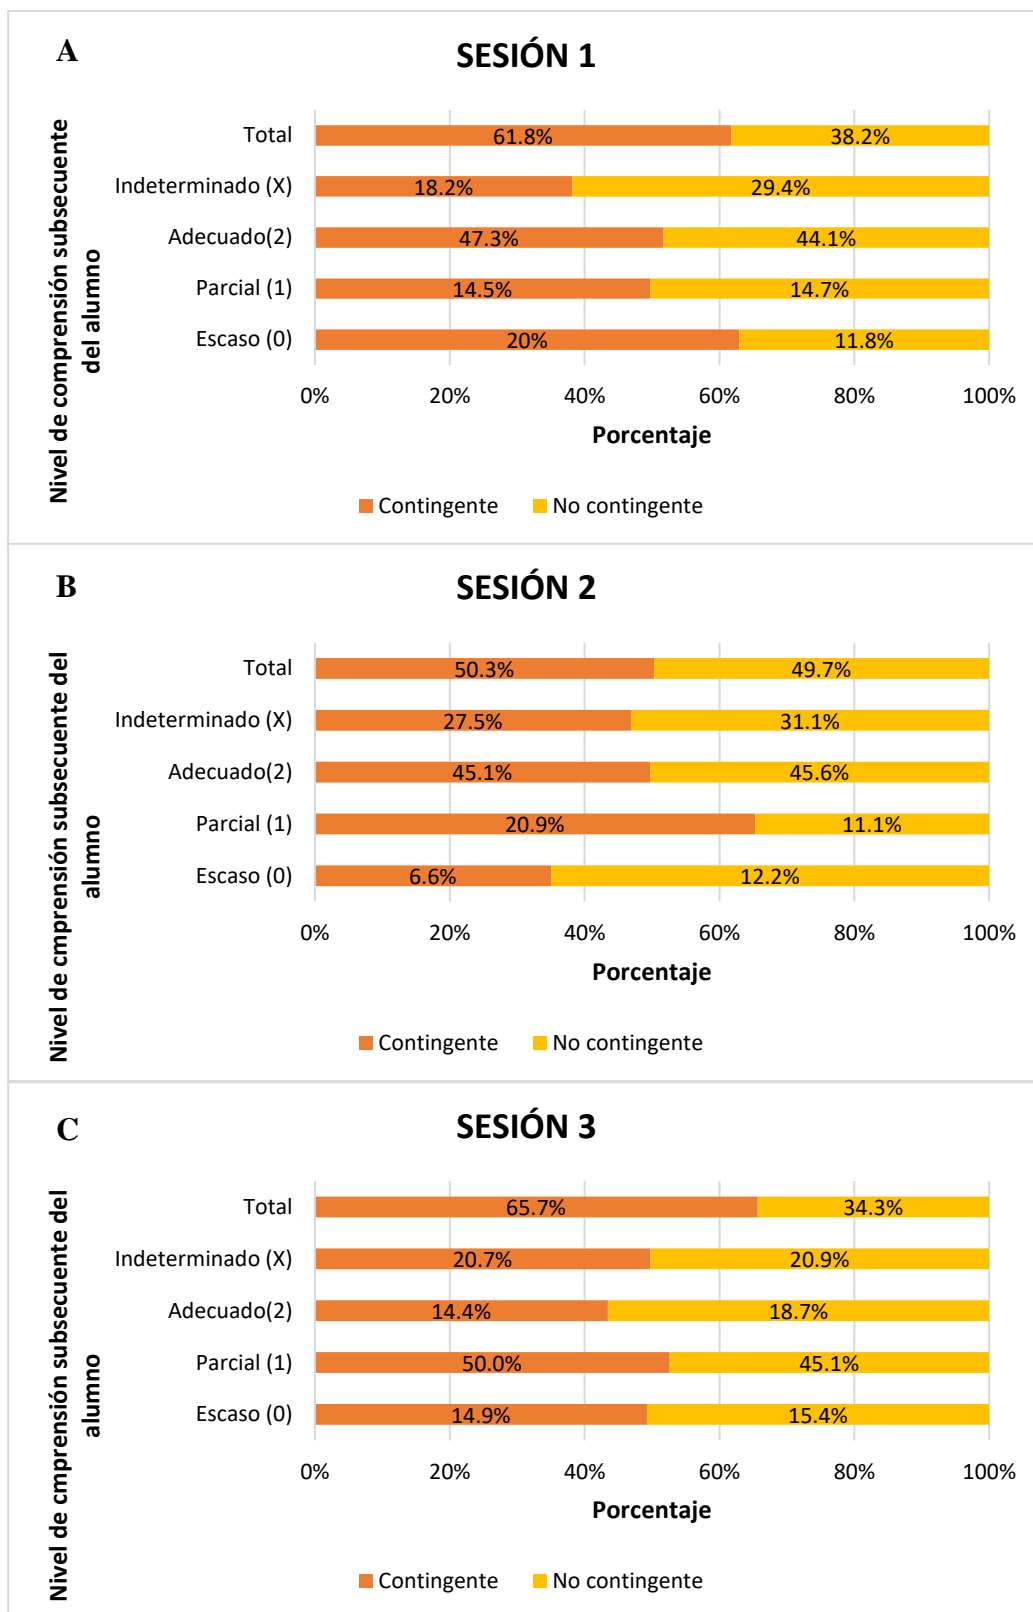 A
SESIÓN 1
Nivel de comprensión subsecuente
del alumno
Total
61.8%
38.2%
Indeterminado (X)
18.2%
29.4%
Adecuado(2)
47.3%
44.1%
Parcial (1)
14.5%
14.7%
Escaso (0)
20%
11.8%
0%
20%
40%
60%
80%
100%
Porcentaje
Contingente
No contingente
B
SESIÓN 2
Nivel de cmprensión subsecuente del
alumno
Total
50.3%
49.7%
Indeterminado (X)
27.5%
31.1%
Adecuado(2)
45.1%
45.6%
Parcial (1)
20.9%
11.1%
Escaso (0)
6.6%
12.2%
0%
20%
40%
60%
80%
100%
Porcentaje
Contingente
No contingente
C
SESIÓN 3
Nivel de cmprensión subsecuente del
alumno
Total
65.7%
34.3%
Indeterminado (X)
20.7%
20.9%
Adecuado(2)
14.4%
18.7%
Parcial (1)
50.0%
45.1%
Escaso (0)
14.9%
15.4%
0%
20%
40%
60%
80%
100%
Porcentaje
Contingente
No contingente